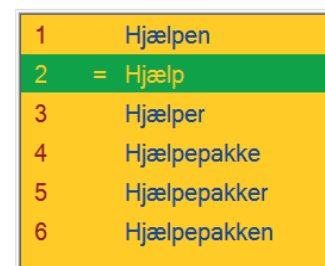 1 Hjælpen
2 = Hjælp
3 Hjælper
4 Hjælpepakke
5 Hjælpepakker
6 Hjælpepakken